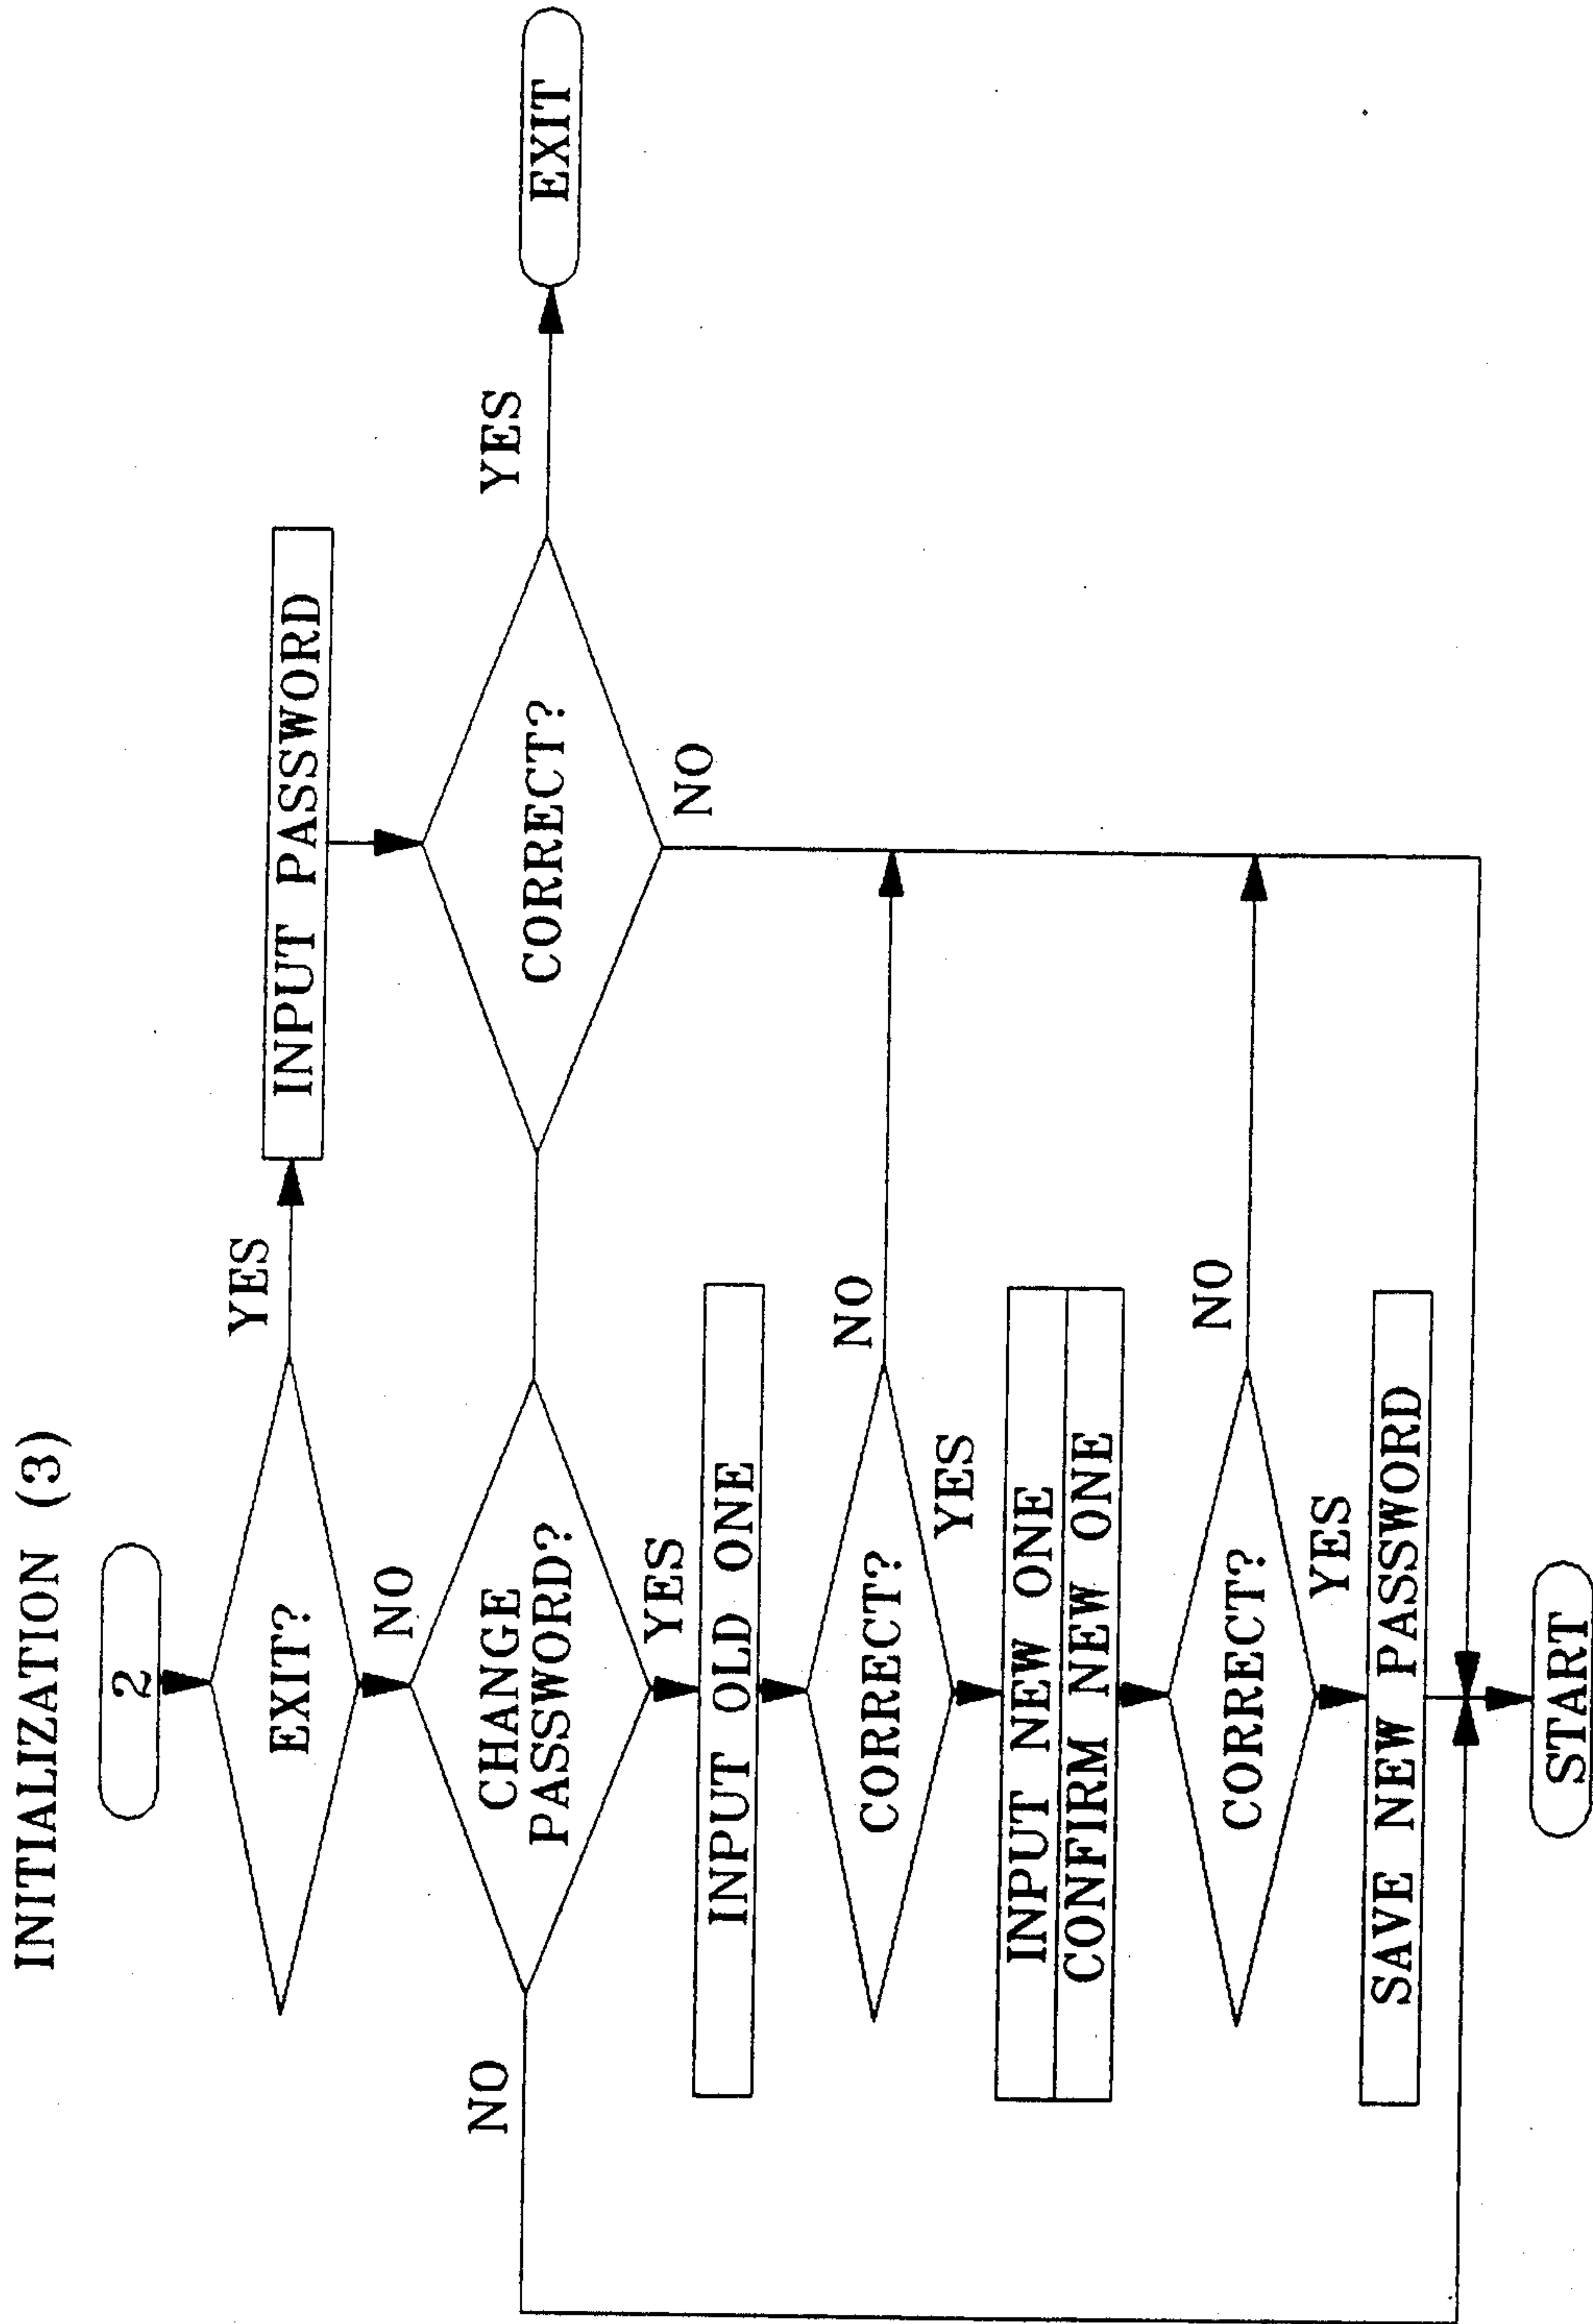 INITIALIZATION (3)
2
EXIT?
YES
INPUT PASSWORD
NO
CHANGE
PASSWORD?
NO
YES
CORRECT?
YES
EXIT
NO
INPUT OLD ONE
CORRECT?
NO
YES
INPUT NEW ONE
CONFIRM NEW ONE
CORRECT?
NO
YES
SAVE NEW PASSWORD
START